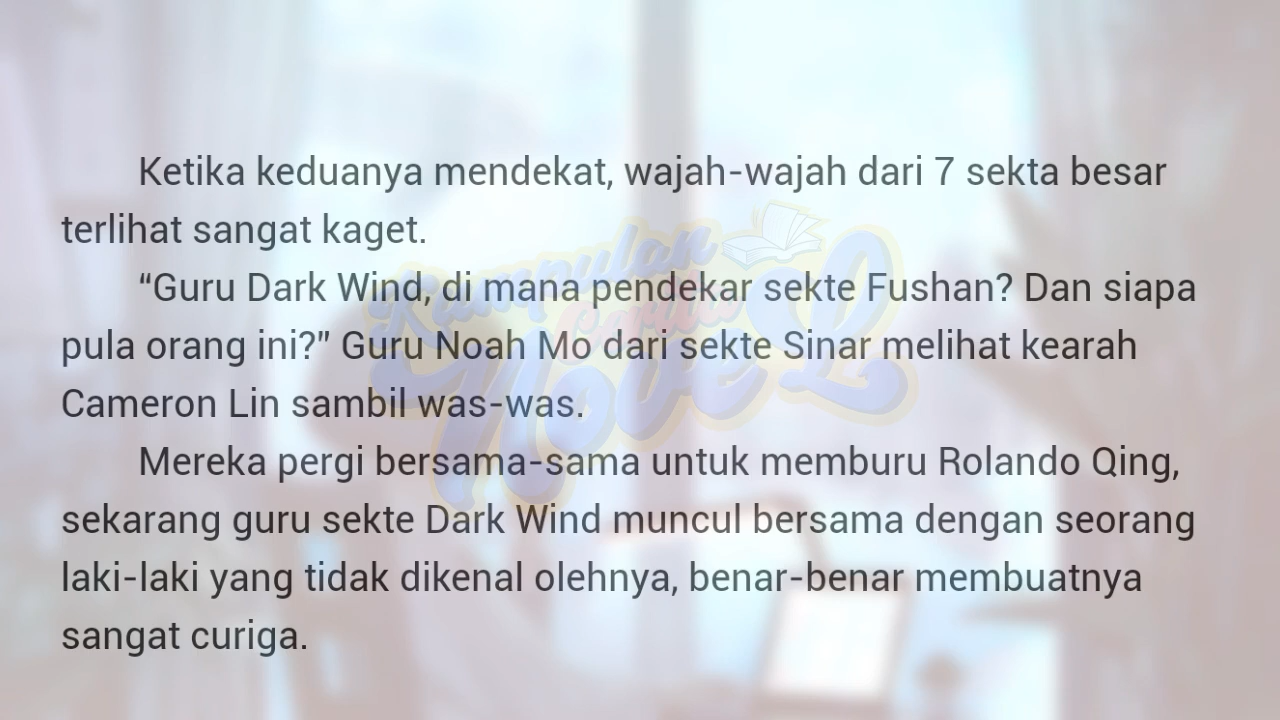 Ketika keduanya mendekat, wajah-wajah dari 7 sekta besar
terlihat sangat kaget.
“Guru Dark Wind, di mana pendekar sekte Fushan? Dan siapa
pula orang ini?” Guru Noah Mo dari sekte Sinar melihat kearah
Cameron Lin sambil was-was.
Mereka pergi bersama-sama untuk memburu Rolando Qing,
sekarang guru sekte Dark Wind muncul bersama dengan seorang
laki-laki yang tidak dikenal olehnya, benar-benar membuatnya
sangat curiga.
Kumpulan
Cerita
Novel